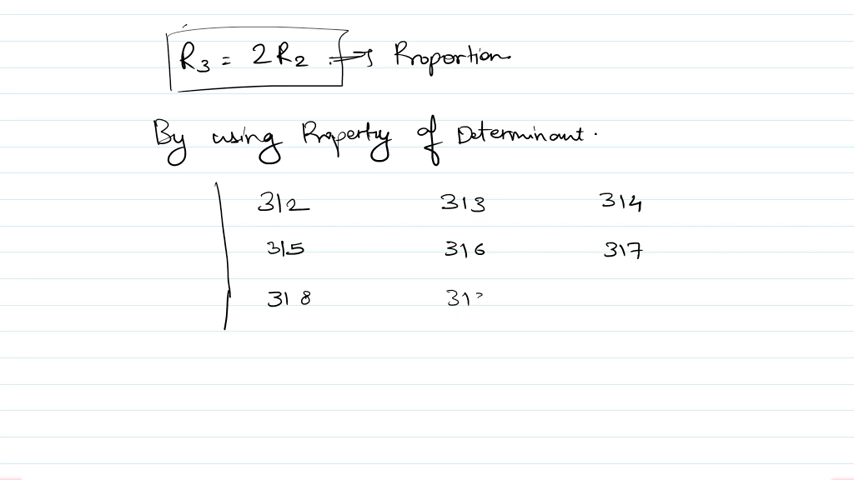 R3 = 2R2 → Proportion
By using Property of Determinant.
312 313 314
315 316 317
318